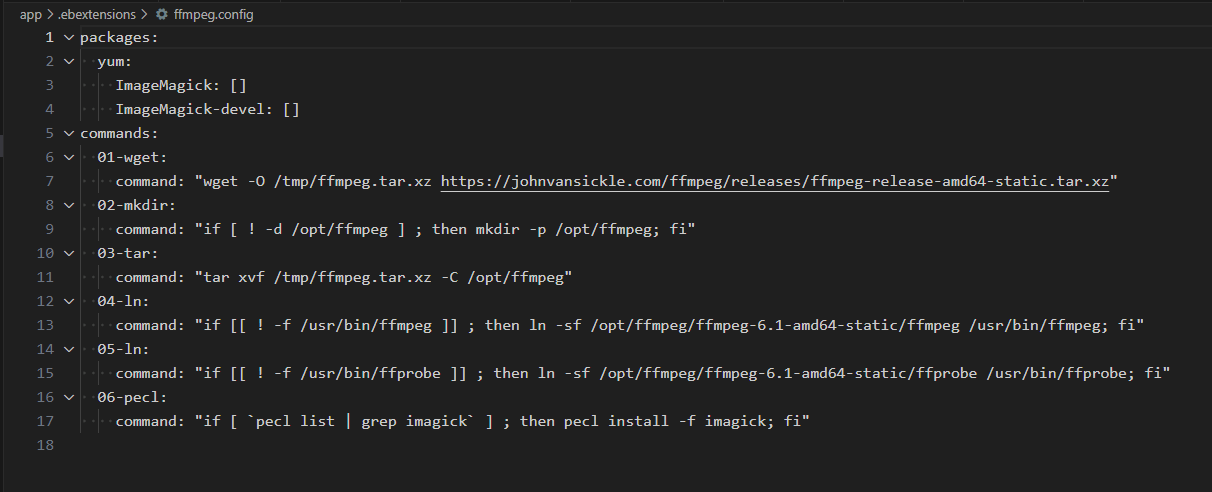 app > .ebextensions > ffmpeg.config
1 packages:
2 yum:
3 ImageMagick: []
4 ImageMagick-devel: []
5 commands:
6 01-wget:
7 command: "wget -O /tmp/ffmpeg.tar.xz https://johnvansickle.com/ffmpeg/releases/ffmpeg-release-amd64-static.tar.xz"
8 02-mkdir:
9 command: "if [ ! -d /opt/ffmpeg ] ; then mkdir -p /opt/ffmpeg; fi"
10 03-tar:
11 command: "tar xvf /tmp/ffmpeg.tar.xz -C /opt/ffmpeg"
12 04-ln:
13 command: "if [[ ! -f /usr/bin/ffmpeg ]] ; then ln -sf /opt/ffmpeg/ffmpeg-6.1-amd64-static/ffmpeg /usr/bin/ffmpeg; fi"
14 05-ln:
15 command: "if [[ ! -f /usr/bin/ffprobe ]] ; then ln -sf /opt/ffmpeg/ffmpeg-6.1-amd64-static/ffprobe /usr/bin/ffprobe; fi"
16 06-pecl:
17 command: "if [ `pecl list | grep imagick` ] ; then pecl install -f imagick; fi"
18